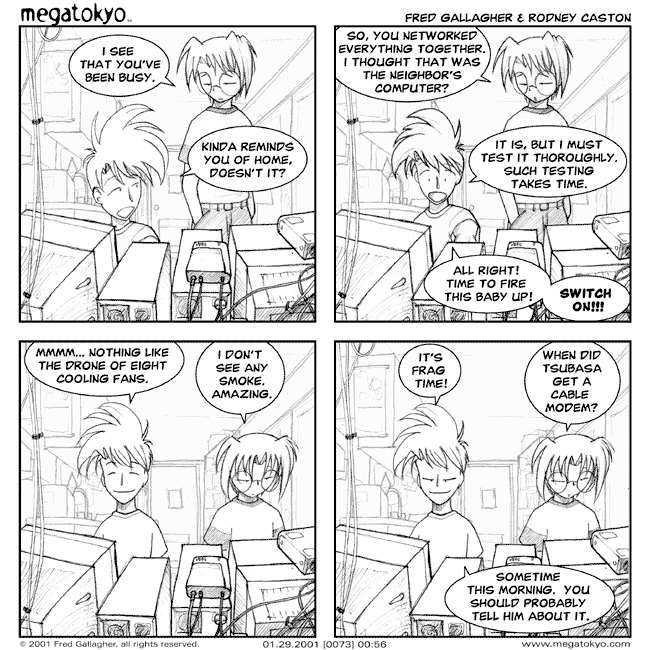 megatokyo™
FRED GALLAGHER & RODNEY CASTON
I SEE
THAT YOU'VE
BEEN BUSY.
KINDA REMINDS
YOU OF HOME,
DOESN'T IT?
SO, YOU NETWORKED
EVERYTHING TOGETHER.
I THOUGHT THAT WAS
THE NEIGHBOR'S
COMPUTER?
IT IS, BUT I MUST
TEST IT THOROUGHLY.
SUCH TESTING
TAKES TIME.
ALL RIGHT!
TIME TO FIRE
THIS BABY UP!
SWITCH
ON!!!
MMMM... NOTHING LIKE
THE DRONE OF EIGHT
COOLING FANS.
I DON'T
SEE ANY
SMOKE.
AMAZING.
IT'S
FRAG
TIME!
WHEN DID
TSUBASA
GET A
CABLE
MODEM?
SOMETIME
THIS MORNING. YOU
SHOULD PROBABLY
TELL HIM ABOUT IT.
© 2001 Fred Gallagher, all rights reserved.
01.29.2001 [0073] 00:56
www.megatokyo.com